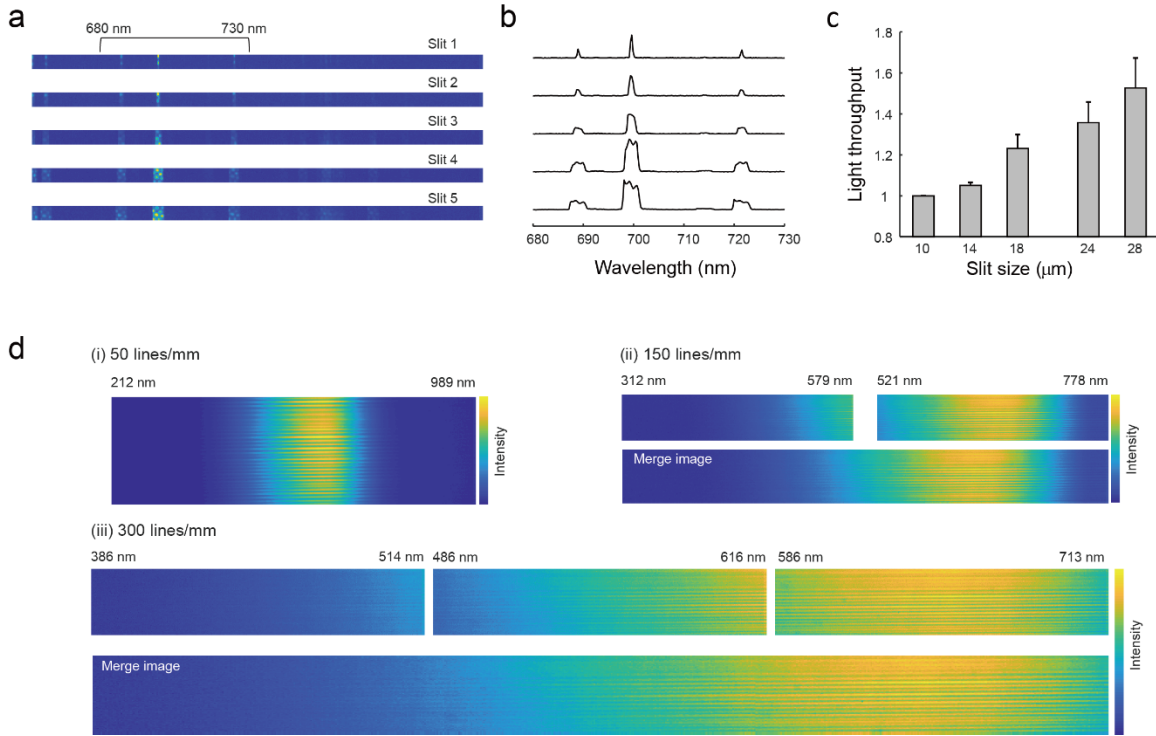 a
680 nm 730 nm
Slit 1
Slit 2
Slit 3
Slit 4
Slit 5
b
680 690 700 710 720 730
Wavelength (nm)
c
Light throughput
1.8
1.6
1.4
1.2
1
0.8
10 14 18 24 28
Slit size (µm)
d
(i) 50 lines/mm
212 nm 989 nm
Intensity
(ii) 150 lines/mm
312 nm 579 nm 521 nm 778 nm
Merge image
Intensity
(iii) 300 lines/mm
386 nm 514 nm 486 nm 616 nm 586 nm 713 nm
Merge image
Intensity